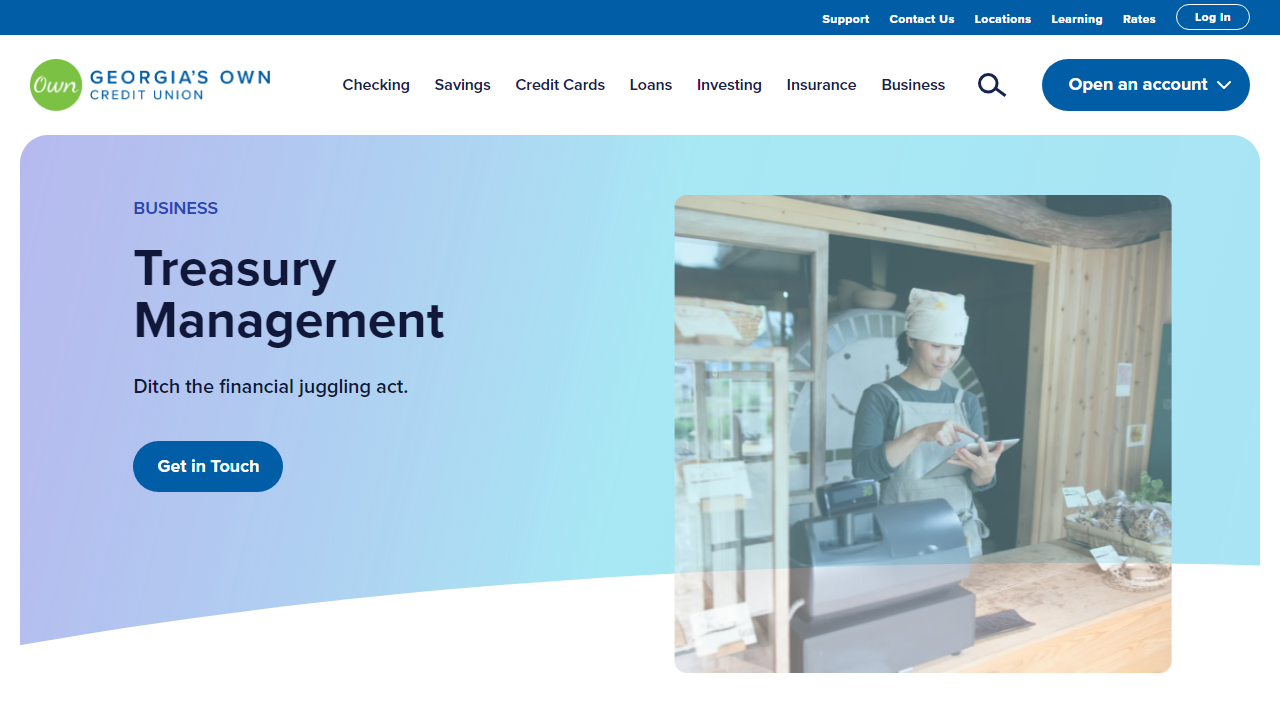 Support Contact Us Locations Learning Rates Log In
Own GEORGIA'S OWN
CREDIT UNION
Checking Savings Credit Cards Loans Investing Insurance Business Open an account
BUSINESS
Treasury
Management
Ditch the financial juggling act.
Get in Touch